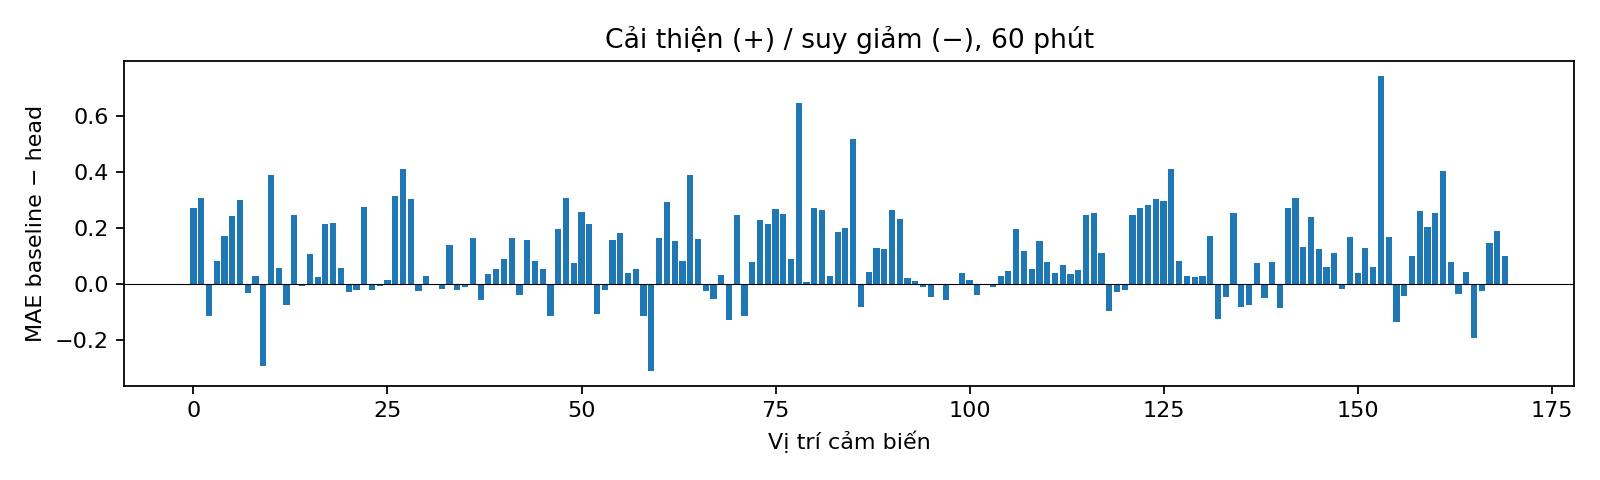 Cải thiện (+) / suy giảm (−), 60 phút
MAE baseline − head
0.6
0.4
0.2
0.0
−0.2
0 25 50 75 100 125 150 175
Vị trí cảm biến